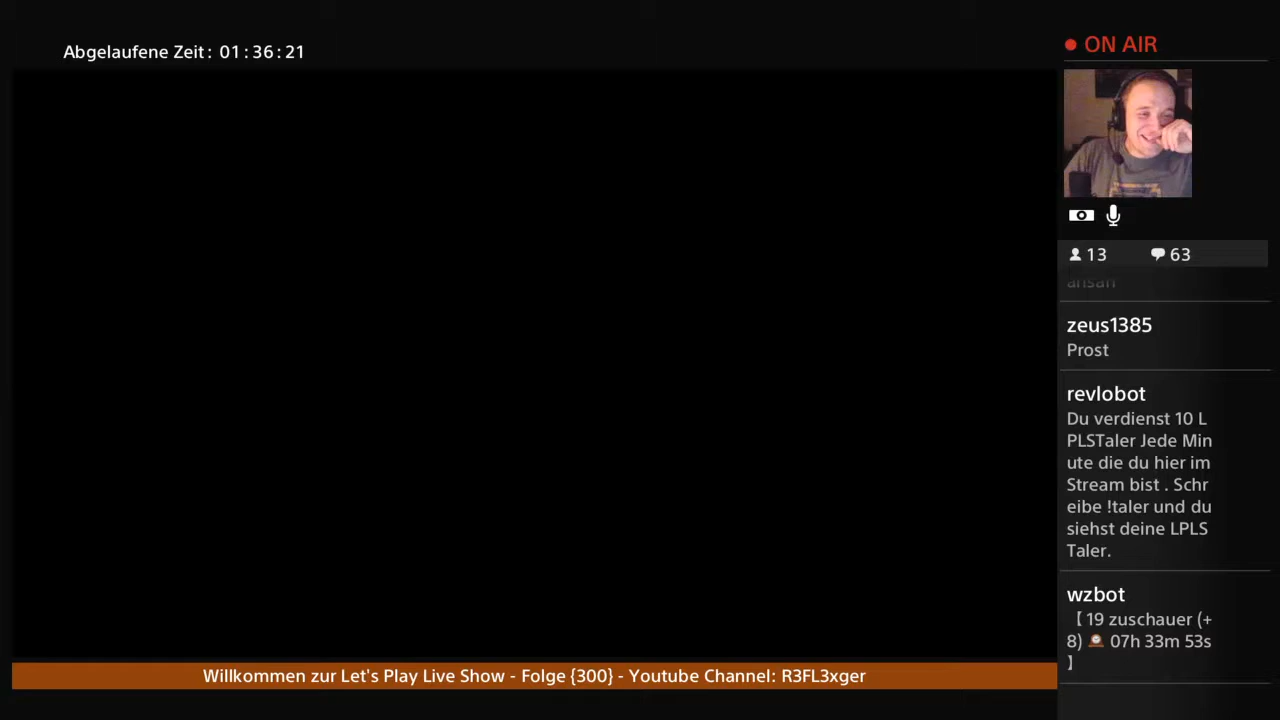 Abgelaufene Zeit: 01:36:21
ON AIR
13 63
ansah
zeus1385
Prost
revlobot
Du verdienst 10 L
PLSTaler Jede Min
ute die du hier im
Stream bist . Schr
eibe !taler und du
siehst deine LPLS
Taler.
wzbot
【19 zuschauer (+
8) 07h 33m 53s
】
Willkommen zur Let's Play Live Show - Folge {300} - Youtube Channel: R3FL3xger